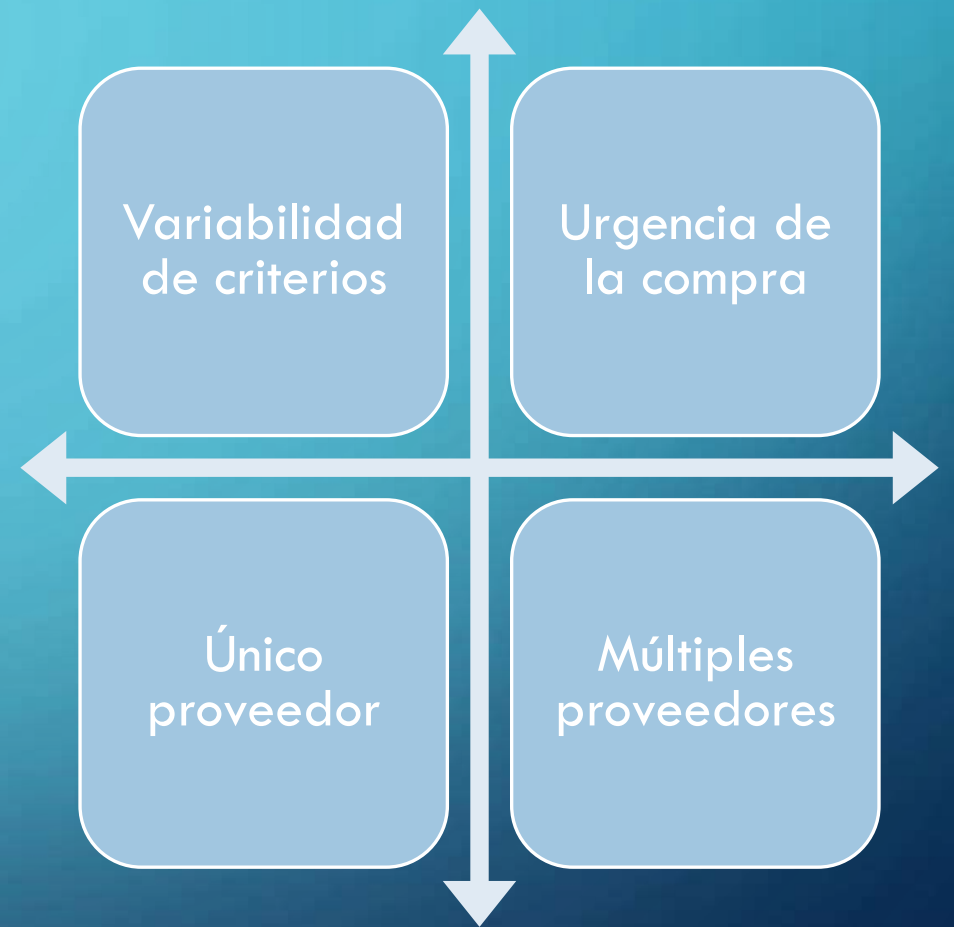 Variabilidad
de criterios
Urgencia de
la compra
Único
proveedor
Múltiples
proveedores